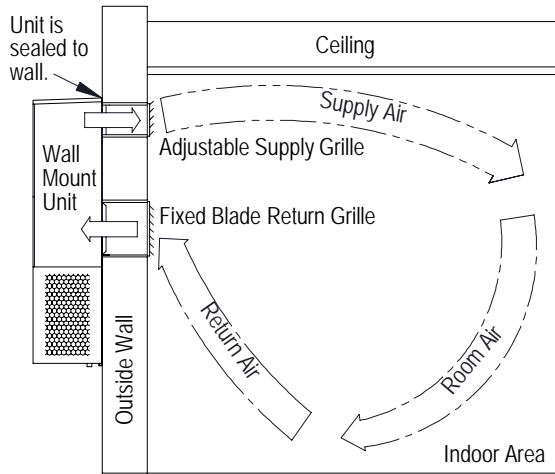 Unit is
sealed to
wall.
Ceiling
Supply Air
Adjustable Supply Grille
Wall
Mount
Unit
Fixed Blade Return Grille
Return Air
Room Air
Outside Wall
Indoor Area